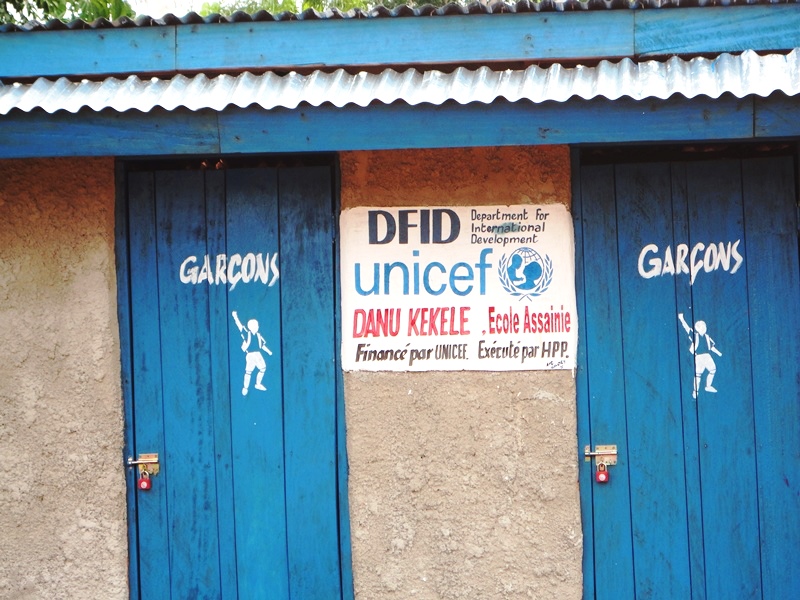 GARÇONS
DFID Department For
International
Development
unicef
DANU KEKELE , Ecole Assainie
Financé par UNICEF. Exécuté par HPP.
GARÇONS